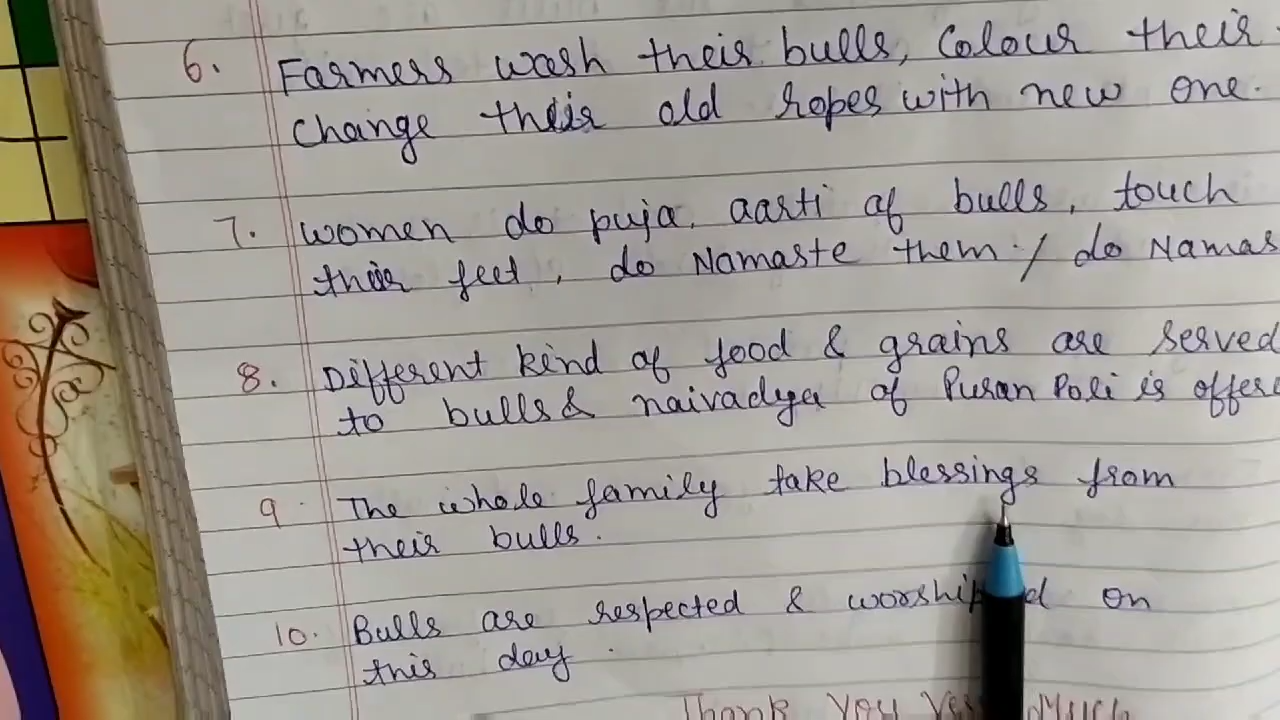 6. Farmers wash their bulls, Colour their
change their old ropes with new one.
7. women do puja, aarti of bulls, touch
their feet, do Namaste them. / do Namas
8. Different kind of food & grains are served
to bulls & naivadya of Puran Poli is offere
9. The whole family take blessings from
their bulls.
10. Bulls are respected & on
this day.
Thank You Much